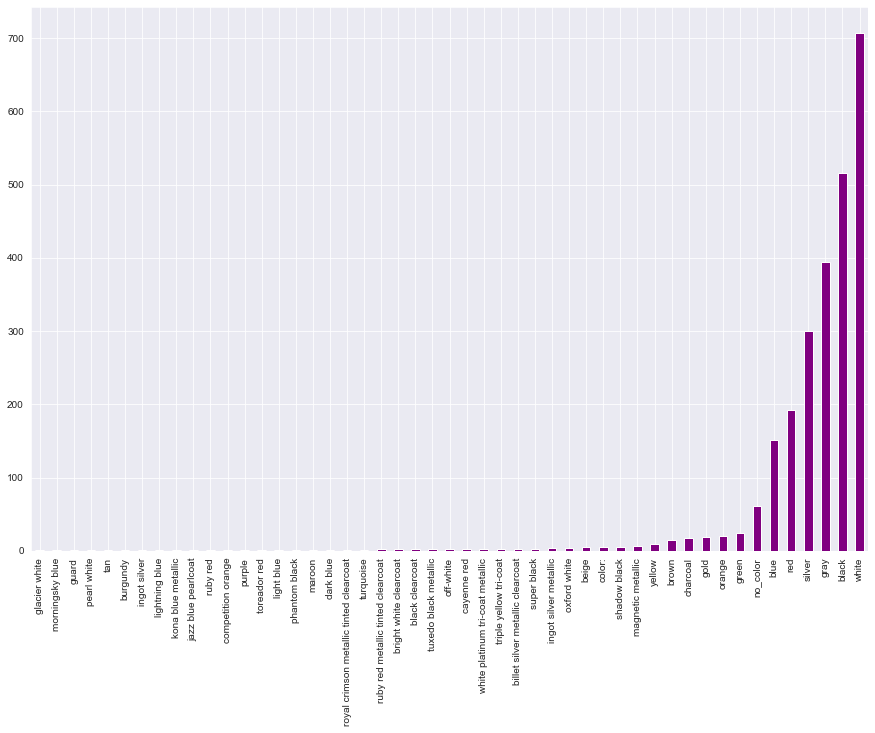 700
600
500
400
300
200
100
0
glacier white
morningsky blue
guard
pearl white
tan
burgundy
ingot silver
lightning blue
kona blue metallic
jazz blue pearlcoat
ruby red
competition orange
purple
toreador red
light blue
phantom black
maroon
dark blue
royal crimson metallic tinted clearcoat
turquoise
ruby red metallic tinted clearcoat
bright white clearcoat
black clearcoat
tuxedo black metallic
off-white
cayenne red
white platinum tri-coat metallic
triple yellow tri-coat
billet silver metallic clearcoat
super black
ingot silver metallic
oxford white
beige
color:
shadow black
magnetic metallic
yellow
brown
charcoal
gold
orange
green
no_color
blue
red
silver
gray
black
white